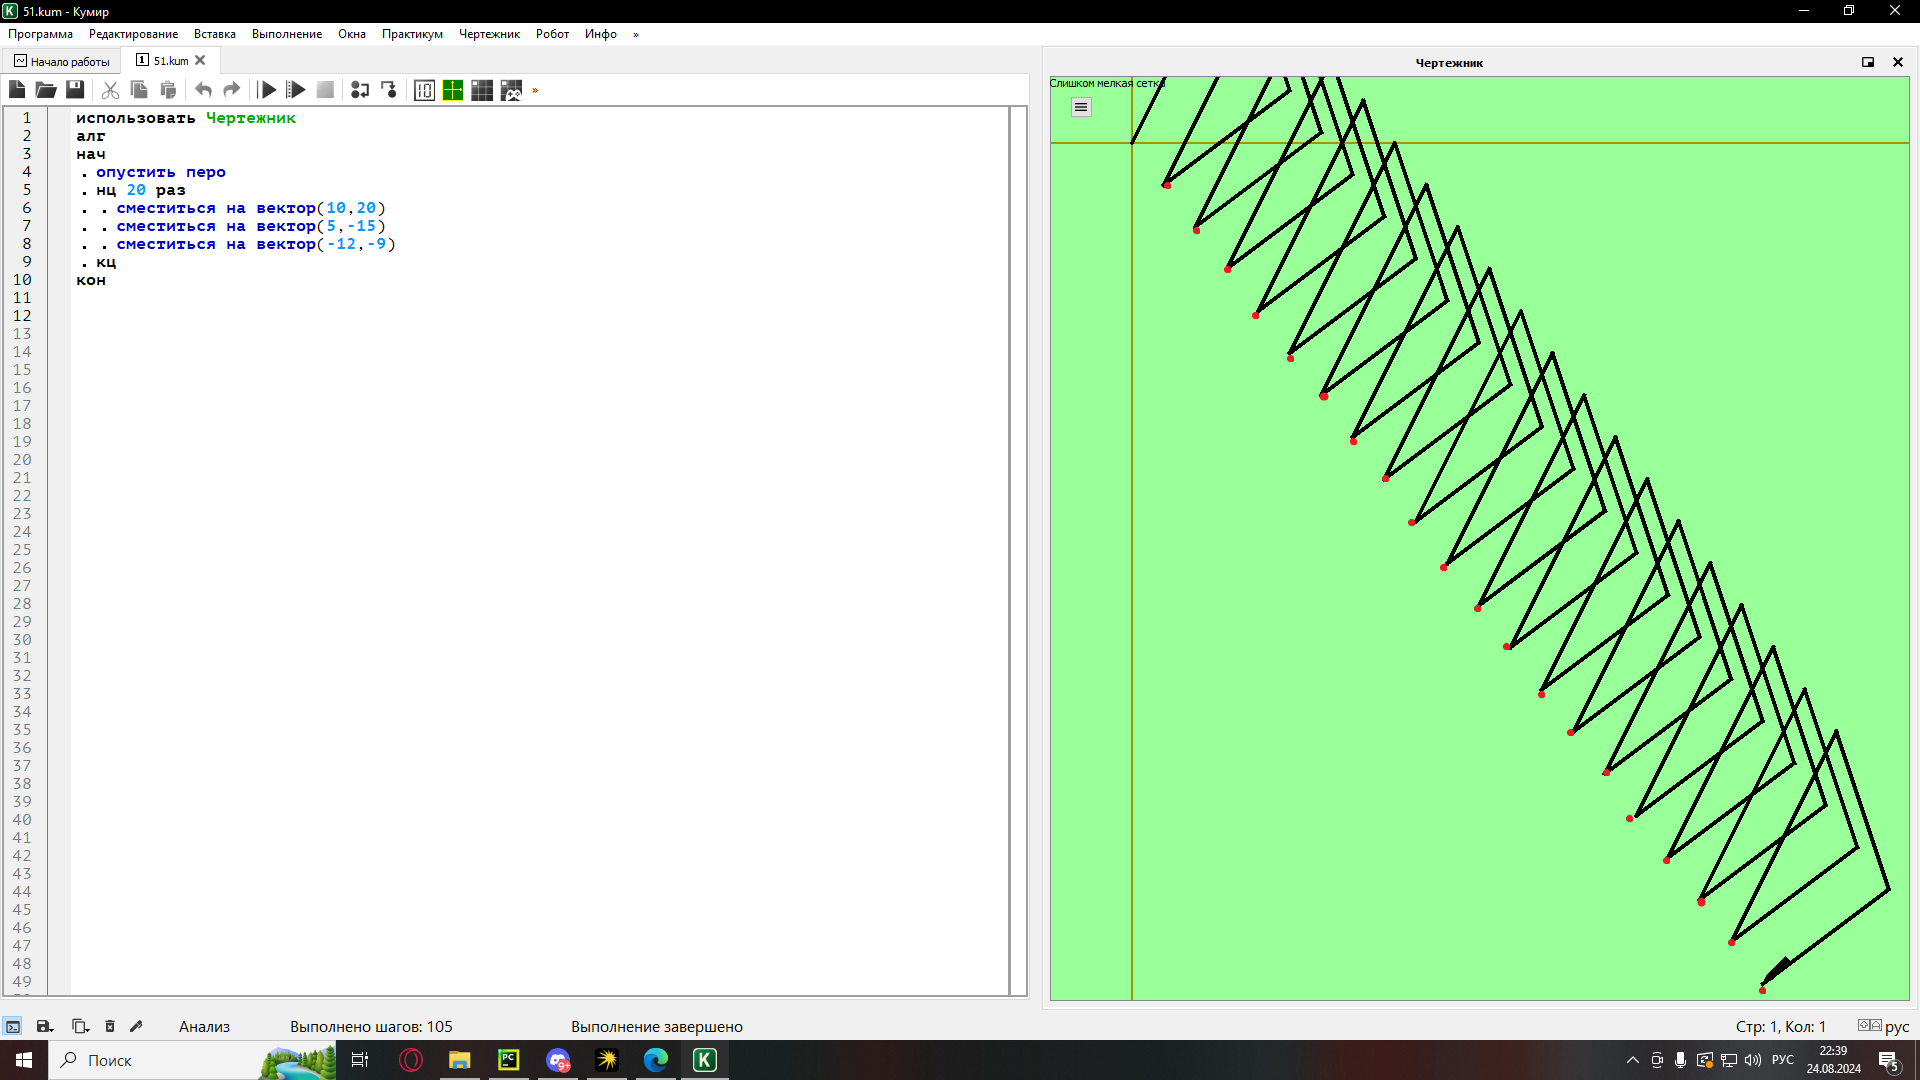 51.kum - Кумир
Программа Редактирование Вставка Выполнение Окна Практикум Чертежник Робот Инфо »
Начало работы
1 51.kum
Чертежник
»
1 использовать Чертежник
2 алг
3 нач
4 . опустить перо
5 . нц 20 раз
6 . . сместиться на вектор(10,20)
7 . . сместиться на вектор(5,-15)
8 . . сместиться на вектор(-12,-9)
9 . кц
10 кон
11
12
13
14
15
16
17
18
19
20
21
22
23
24
25
26
27
28
29
30
31
32
33
34
35
36
37
38
39
40
41
42
43
44
45
46
47
48
49
Слишком мелкая сетка
Анализ Выполнено шагов: 105 Выполнение завершено Стр: 1, Кол: 1 рус
Поиск
PC
9+
K
РУС
22:39
24.08.2024
5